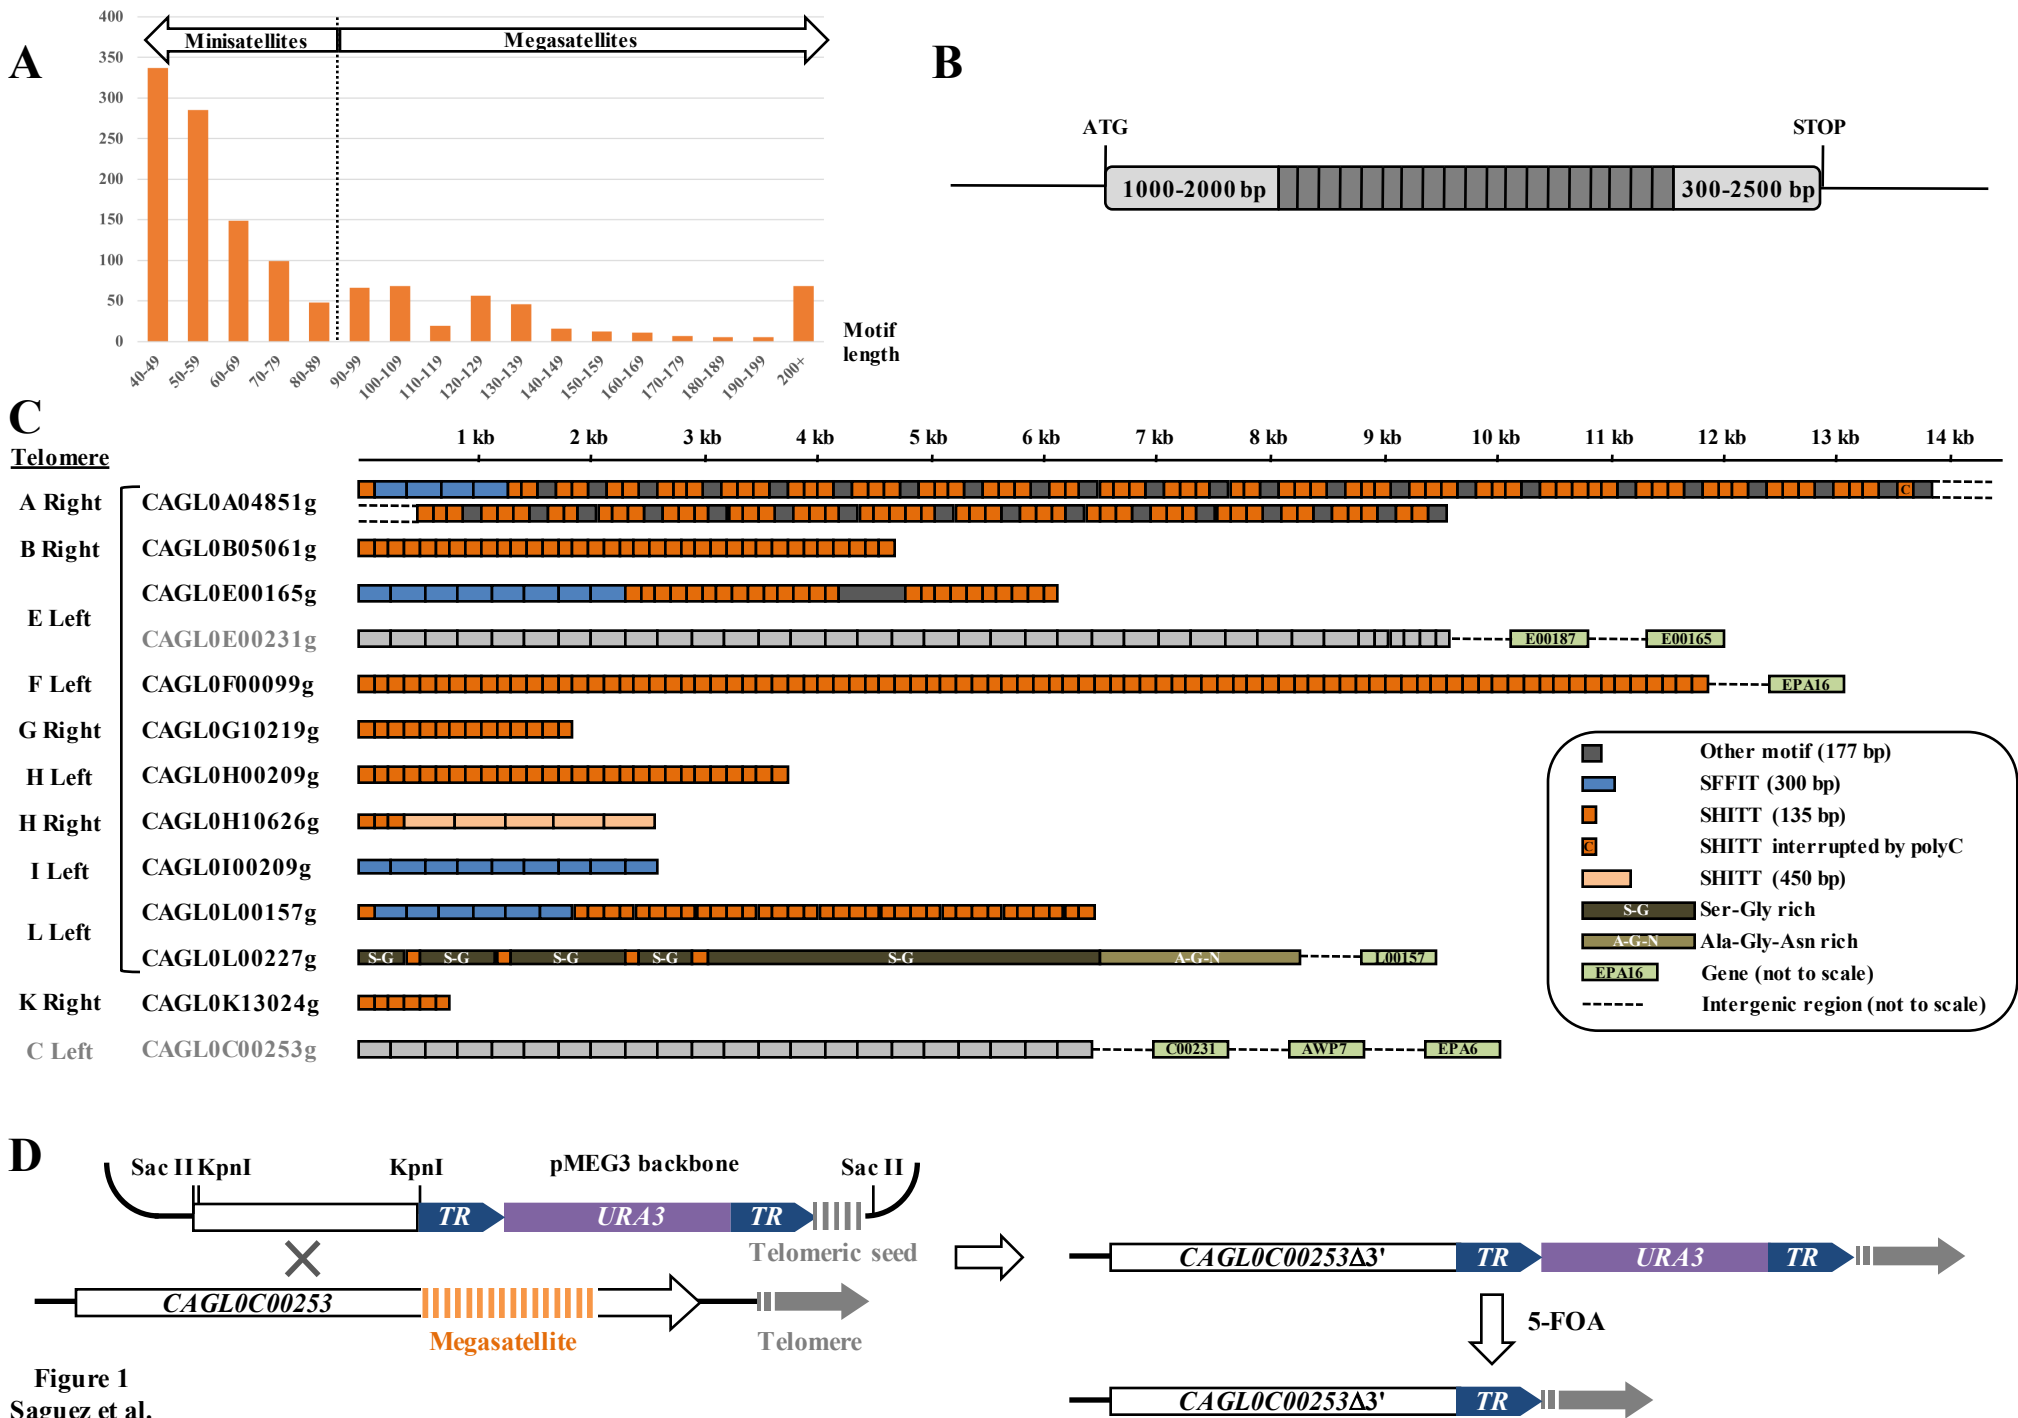 A
400
350
300
250
200
150
100
50
0
Minisatellites
Megasatellites
40-49
50-59
60-69
70-79
80-89
90-99
100-109
110-119
120-129
130-139
140-149
150-159
160-169
170-179
180-189
190-199
200+
Motif
length
B
ATG
STOP
1000-2000 bp
300-2500 bp
C
Telomere
1 kb 2 kb 3 kb 4 kb 5 kb 6 kb 7 kb 8 kb 9 kb 10 kb 11 kb 12 kb 13 kb 14 kb
A Right CAGL0A04851g C
B Right CAGL0B05061g
E Left
CAGL0E00165g
CAGL0E00231g E00187 E00165
F Left CAGL0F00099g EPA16
G Right CAGL0G10219g
H Left CAGL0H00209g
H Right CAGL0H10626g
I Left CAGL0I00209g
L Left
CAGL0L00157g
CAGL0L00227g S-G S-G S-G S-G S-G A-G-N L00157
K Right CAGL0K13024g
C Left CAGL0C00253g C00231 AWP7 EPA6
Other motif (177 bp)
SFFIT (300 bp)
SHITT (135 bp)
C SHITT interrupted by polyC
SHITT (450 bp)
S-G Ser-Gly rich
A-G-N Ala-Gly-Asn rich
EPA16 Gene (not to scale)
Intergenic region (not to scale)
D
Sac II KpnI KpnI pMEG3 backbone Sac II
TR URA3 TR
Telomeric seed
CAGL0C00253
Megasatellite
Telomere
CAGL0C00253Δ3' TR URA3 TR
5-FOA
CAGL0C00253Δ3' TR
Figure 1
Saguez et al.